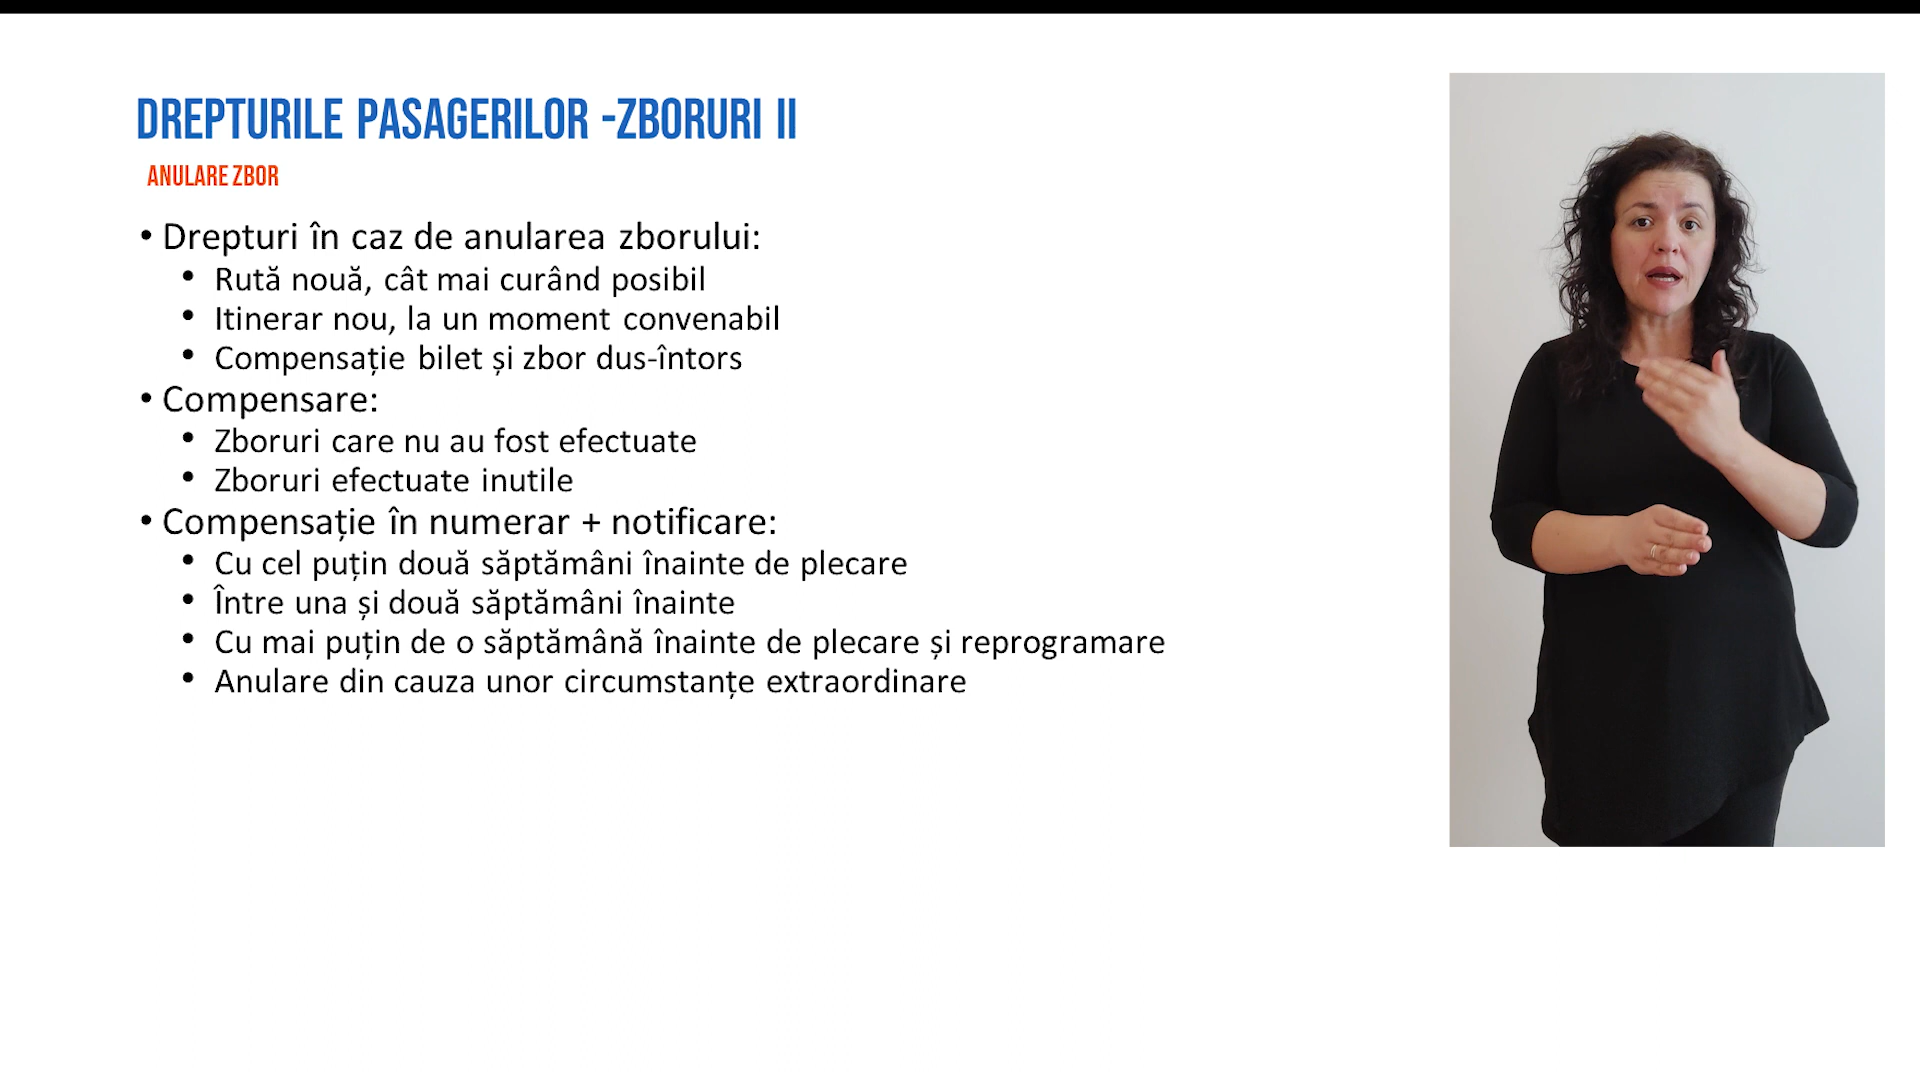 DREPTURILE PASAGERILOR -ZBORURI II
ANULARE ZBOR
• Drepturi în caz de anularea zborului:
• Rută nouă, cât mai curând posibil
• Itinerar nou, la un moment convenabil
• Compensație bilet și zbor dus-întors
• Compensare:
• Zboruri care nu au fost efectuate
• Zboruri efectuate inutile
• Compensație în numerar + notificare:
• Cu cel puțin două săptămâni înainte de plecare
• Între una și două săptămâni înainte
• Cu mai puțin de o săptămână înainte de plecare și reprogramare
• Anulare din cauza unor circumstanțe extraordinare